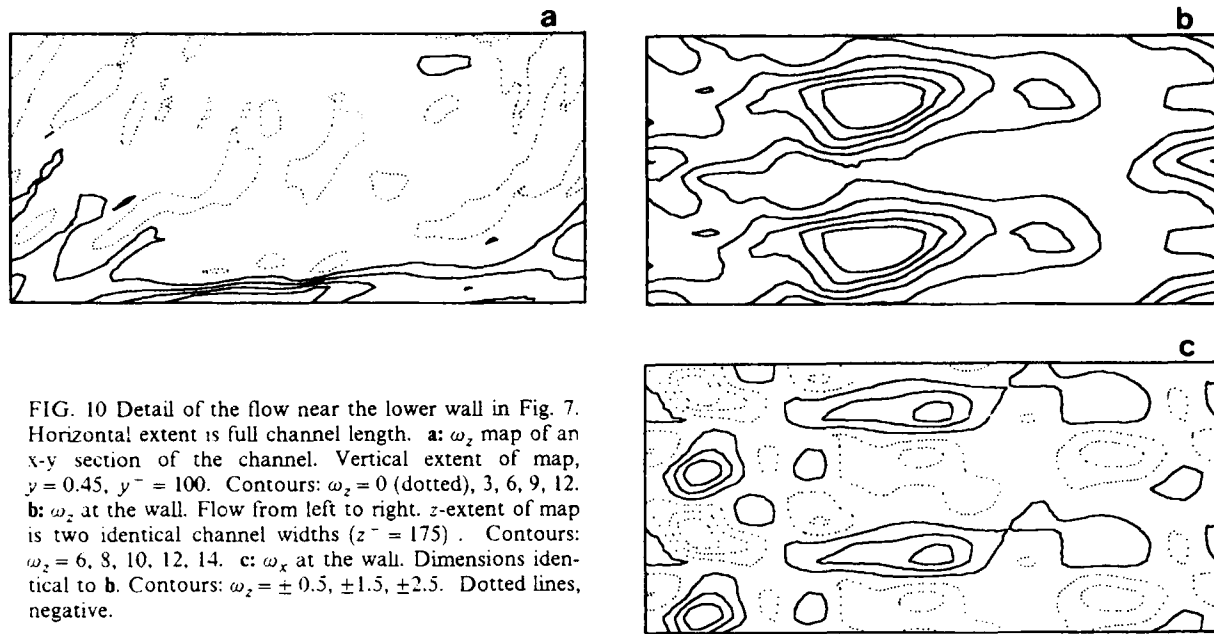 a
b
c
FIG. 10 Detail of the flow near the lower wall in Fig. 7.
Horizontal extent is full channel length. a: ω_z map of an
x-y section of the channel. Vertical extent of map,
y = 0.45, y⁻ = 100. Contours: ω_z = 0 (dotted), 3, 6, 9, 12.
b: ω_z at the wall. Flow from left to right. z-extent of map
is two identical channel widths (z⁻ = 175) . Contours:
ω_z = 6, 8, 10, 12, 14. c: ω_x at the wall. Dimensions iden-
tical to b. Contours: ω_z = ± 0.5, ±1.5, ±2.5. Dotted lines,
negative.